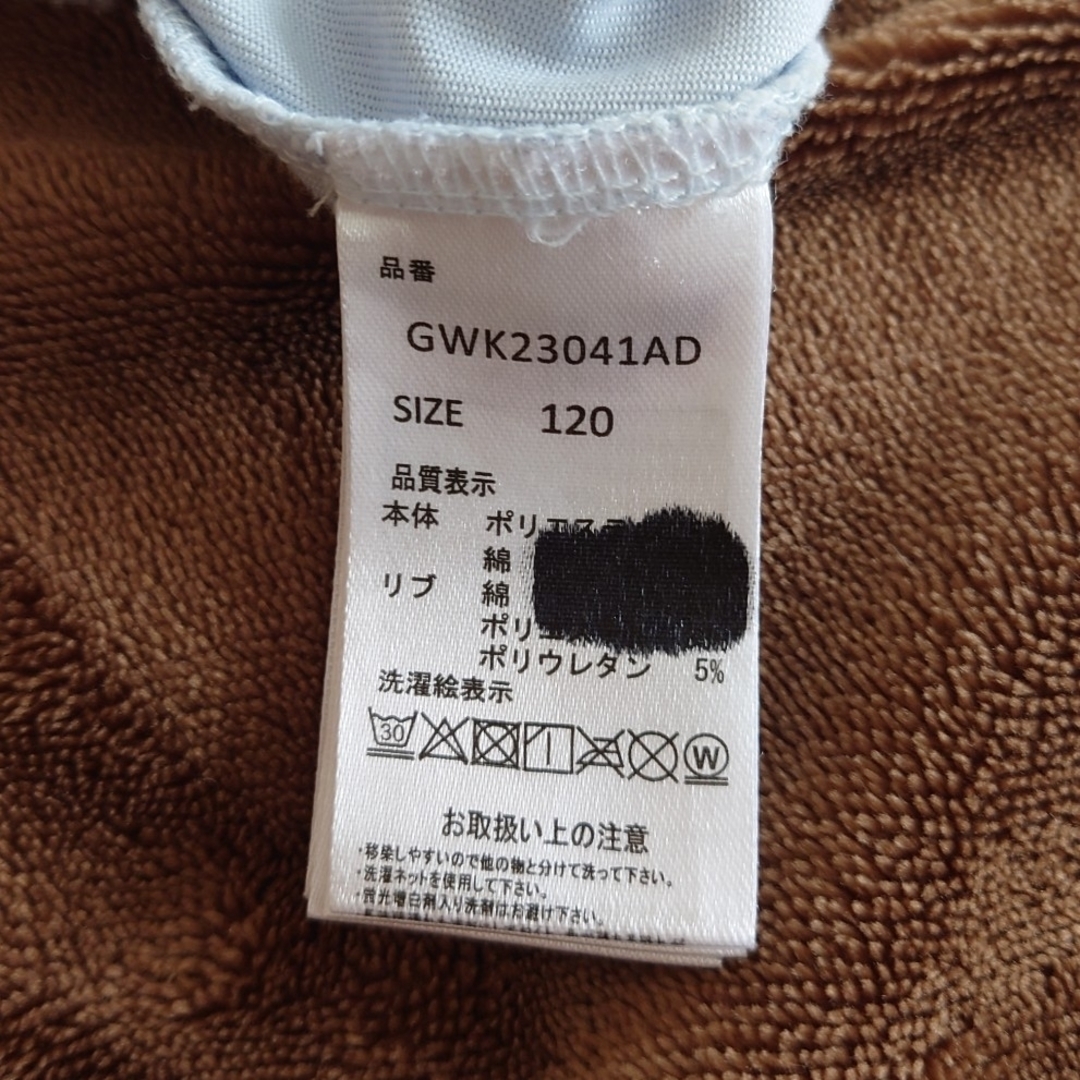 品番
GWK23041AD
SIZE 120
品質表示
本体 ポリエステ
綿
リブ 綿
ポリエ
ポリウレタン 5%
洗濯絵表示
30 W
お取扱い上の注意
・移染しやすいので他の物と分けて洗って下さい。
・洗濯ネットを使用して下さい。
・蛍光増白剤入り洗剤はお避け下さい。